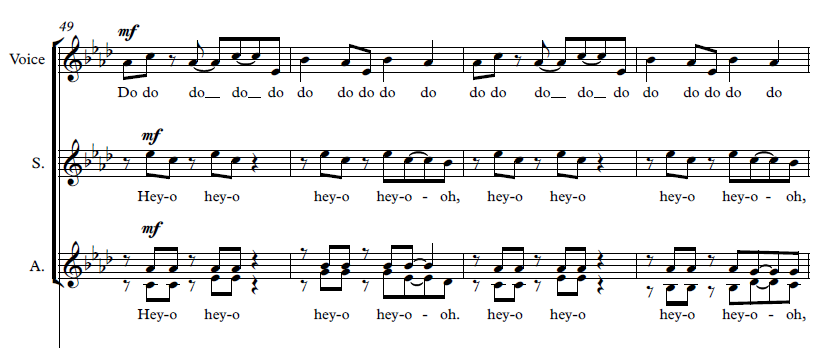 49
mf
Voice
Do do do__ do__ do do do do do do do do do__ do__ do do do do do do
mf
S.
Hey-o hey-o hey-o hey-o - oh, hey-o hey-o hey-o hey-o - oh,
mf
A.
Hey-o hey-o hey-o hey-o - oh. hey-o hey-o hey-o hey-o - oh,